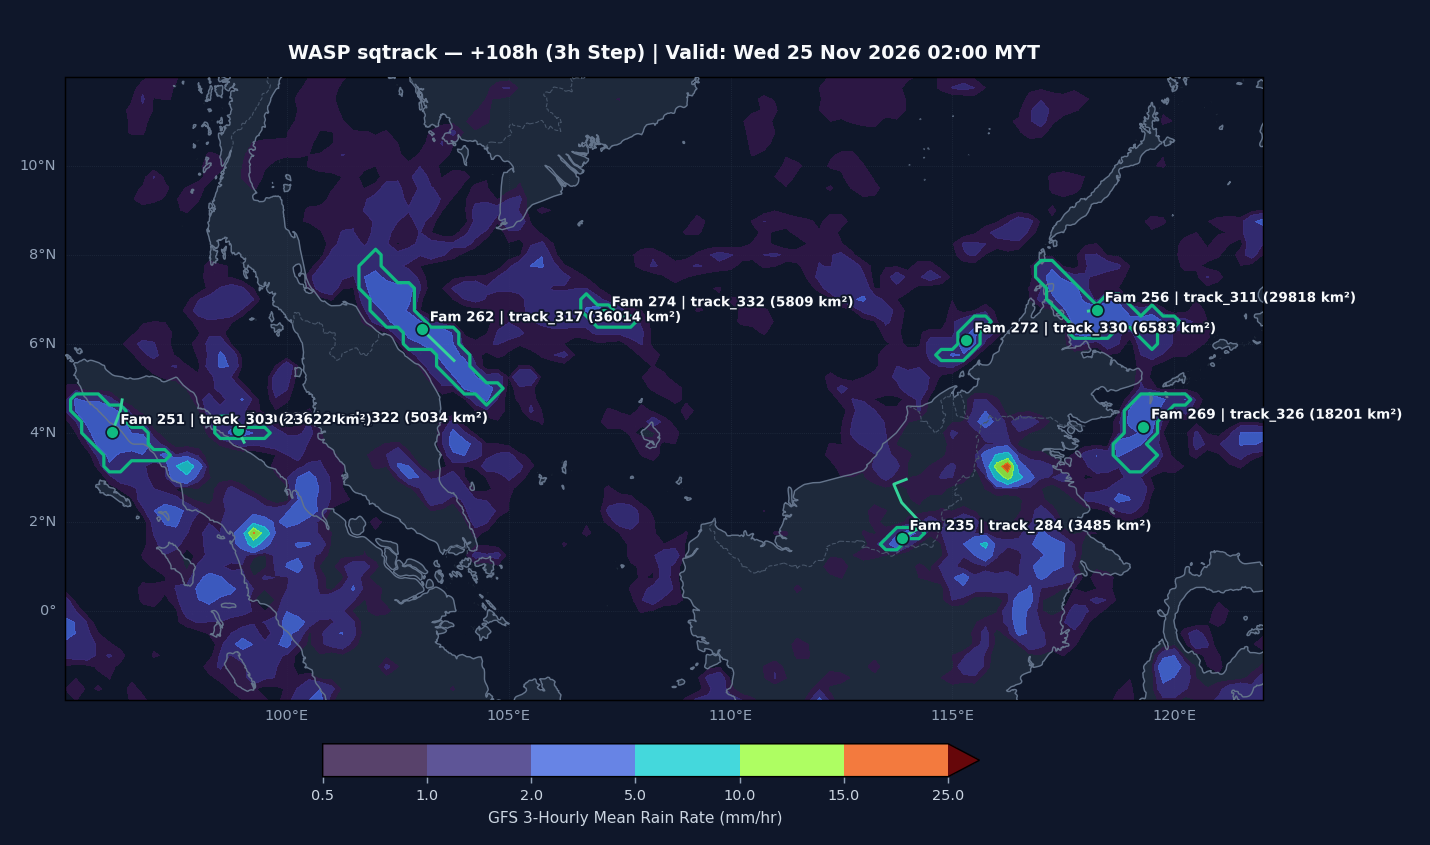 WASP sqtrack — +108h (3h Step) | Valid: Wed 25 Nov 2026 02:00 MYT
10°N
8°N
6°N
4°N
2°N
0°
Fam 274 | track_332 (5809 km²)
Fam 262 | track_317 (36014 km²)
Fam 256 | track_311 (29818 km²)
Fam 272 | track_330 (6583 km²)
Fam 251 | track_303 (23622 km²)
322 (5034 km²)
Fam 269 | track_326 (18201 km²)
Fam 235 | track_284 (3485 km²)
100°E 105°E 110°E 115°E 120°E
0.5 1.0 2.0 5.0 10.0 15.0 25.0
GFS 3-Hourly Mean Rain Rate (mm/hr)